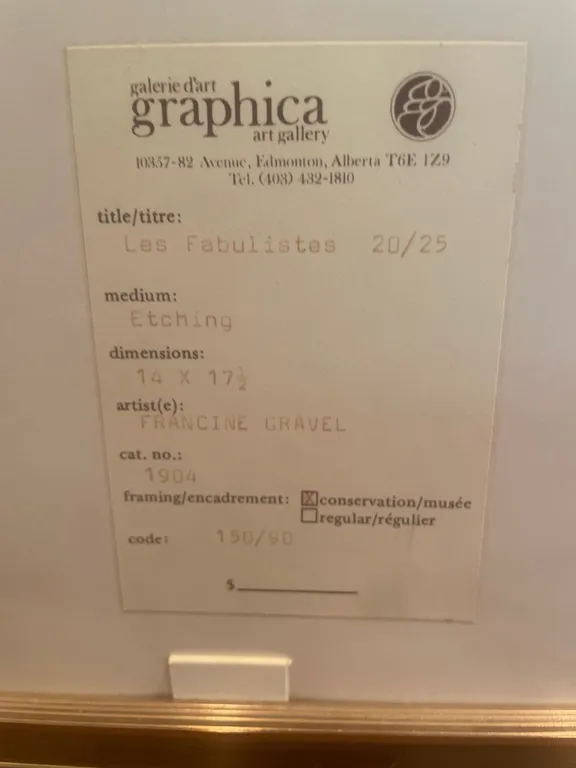 galerie d'art
graphica
art gallery
10357-82 Avenue, Edmonton, Alberta T6E 1Z9
Tel. (403) 432-1810
title/titre:
Les Fabulistes 20/25
medium:
Etching
dimensions:
14 X 17½
artist(e):
FRANCINE GRAVEL
cat. no.:
1904
framing/encadrement: ☒ conservation/musée
☐ regular/régulier
code: 150/90
$